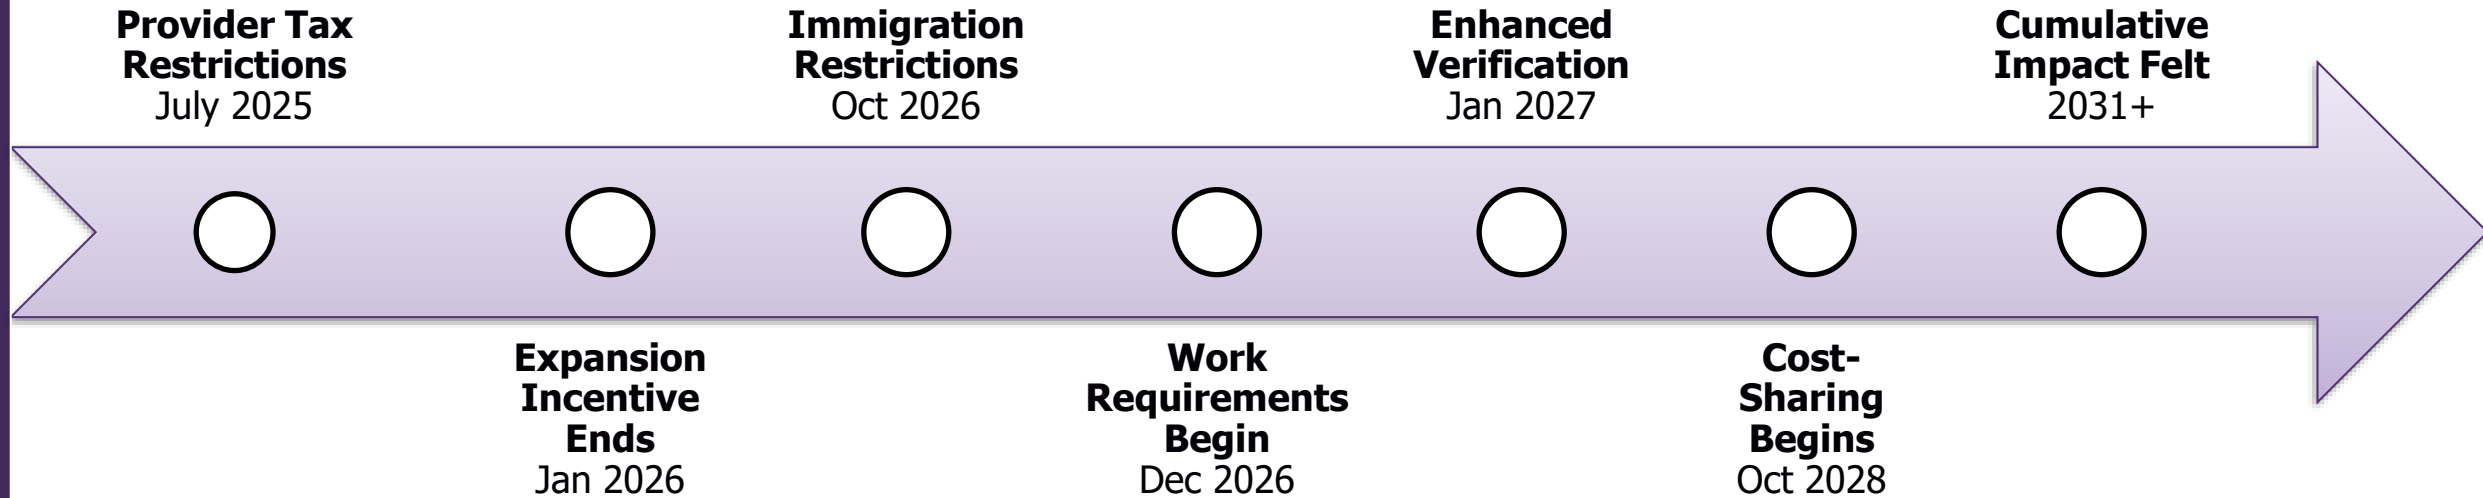 Provider Tax
Restrictions
July 2025
Expansion
Incentive
Ends
Jan 2026
Immigration
Restrictions
Oct 2026
Work
Requirements
Begin
Dec 2026
Enhanced
Verification
Jan 2027
Cost-
Sharing
Begins
Oct 2028
Cumulative
Impact Felt
2031+